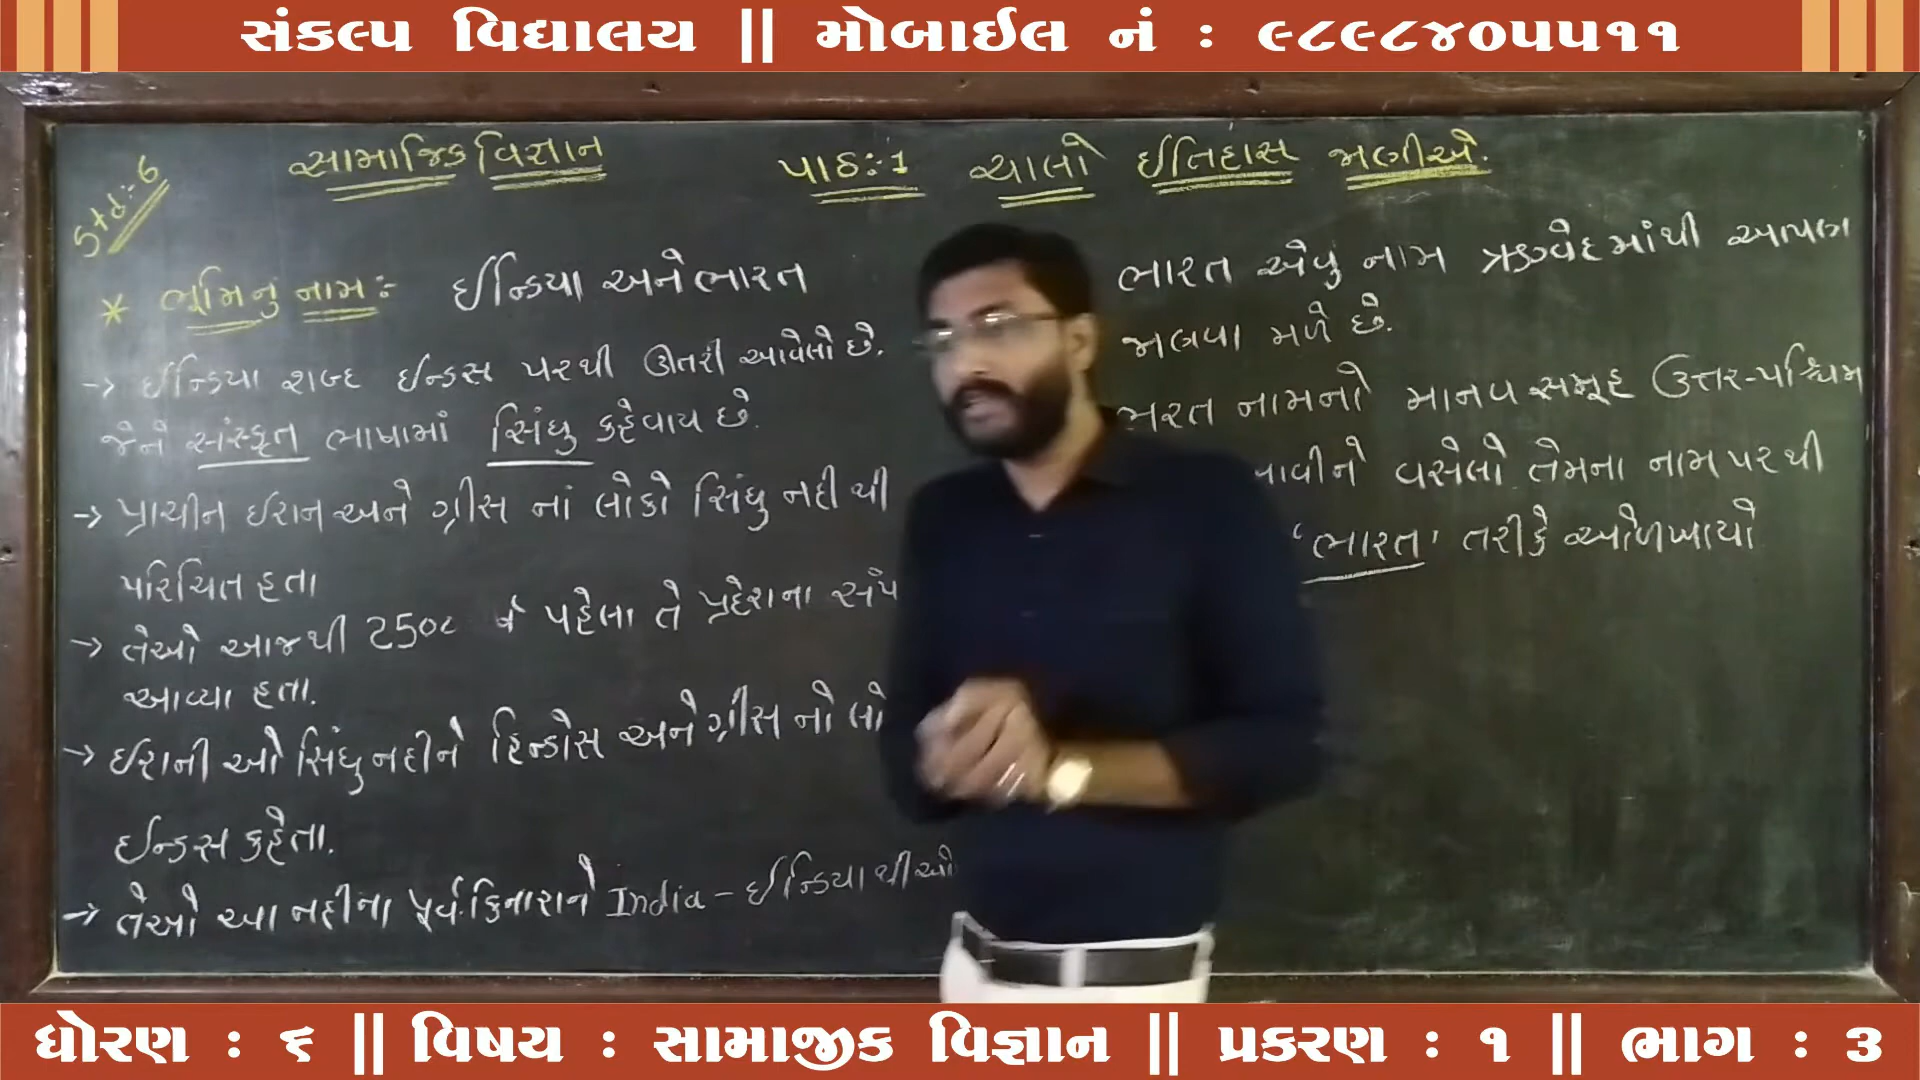 સંકલ્પ વિદ્યાલય || મોબાઈલ નં : ૯૮૯૮૪૦૫૫૧૧
Std:-6
સામાજિક વિજ્ઞાન
પાઠ:-1 ચાલો ઈતિહાસ જાણીએ.
* ભૂમિનું નામ:- ઈન્ડિયા અને ભારત
-> ઈન્ડિયા શબ્દ ઈન્ડસ પરથી ઊતરી આવેલો છે.
જેને સંસ્કૃત ભાષામાં સિંધુ કહેવાય છે.
-> પ્રાચીન ઈરાન અને ગ્રીસ નાં લોકો સિંધુ નદી થી
પરિચિત હતા
-> તેઓ આજથી 2500 પહેલા તે પ્રદેશના સંપ
આવ્યા હતા.
-> ઈરાની ઓ સિંધુ નદીને હિન્ડોસ અને ગ્રીસ નો લો
ઈન્ડસ કહેતા.
-> તેઓ આ નદીના પૂર્વ કિનારાને India - ઈન્ડિયા થી ઓ
ભારત એવુ નામ ઋગ્વેદમાંથી આપણ
જાણવા મળે છે.
ભરત નામનો માનવ સમૂહ ઉત્તર-પશ્ચિમ
આવીને વસેલો તેમના નામ પરથી
'ભારત' તરીકે ઓળખાયો
ધોરણ : ૬ || વિષય : સામાજીક વિજ્ઞાન || પ્રકરણ : ૧ || ભાગ : ૩